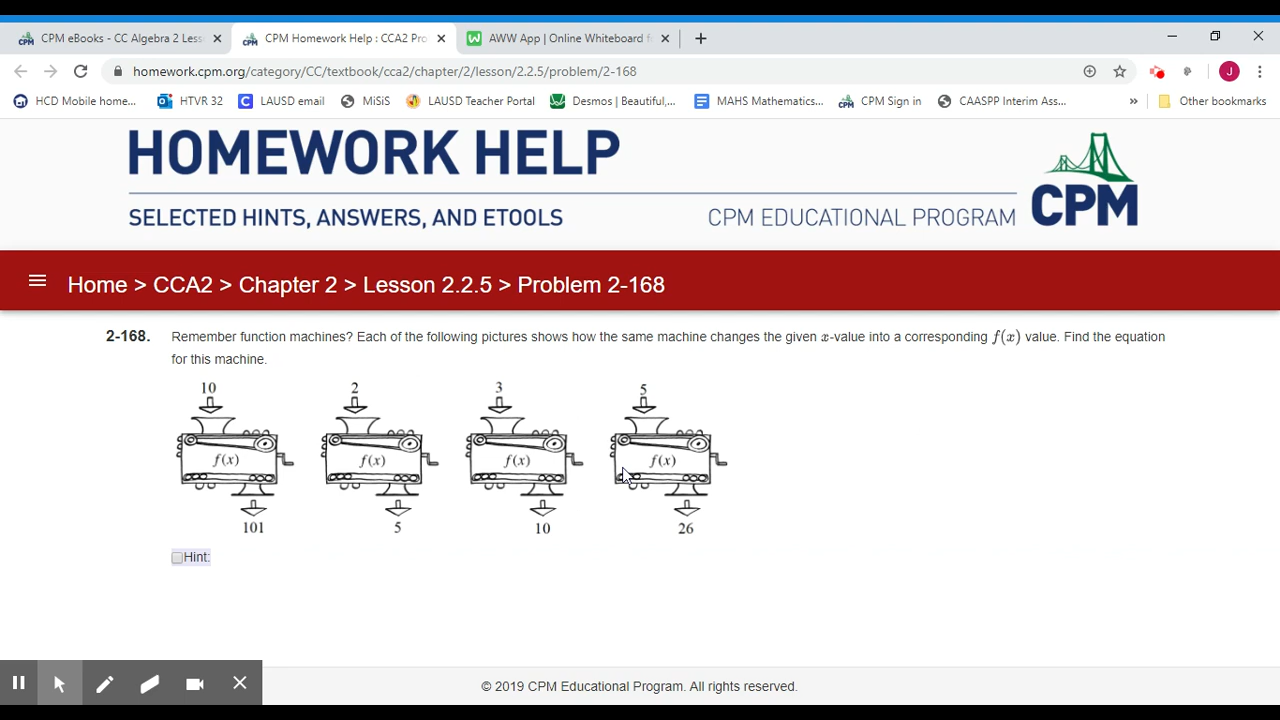 CPM eBooks - CC Algebra 2 Less
CPM Homework Help : CCA2 Pro
AWW App | Online Whiteboard f
homework.cpm.org/category/CC/textbook/cca2/chapter/2/lesson/2.2.5/problem/2-168
J
HCD Mobile home...
HTVR 32
LAUSD email
MiSiS
LAUSD Teacher Portal
Desmos | Beautiful,...
MAHS Mathematics...
CPM Sign in
CAASPP Interim Ass...
»
Other bookmarks
HOMEWORK HELP
SELECTED HINTS, ANSWERS, AND ETOOLS
CPM EDUCATIONAL PROGRAM
CPM
Home > CCA2 > Chapter 2 > Lesson 2.2.5 > Problem 2-168
2-168. Remember function machines? Each of the following pictures shows how the same machine changes the given x-value into a corresponding f(x) value. Find the equation
for this machine.
10 2 3 5
f(x) f(x) f(x) f(x)
101 5 10 26
Hint:
© 2019 CPM Educational Program. All rights reserved.